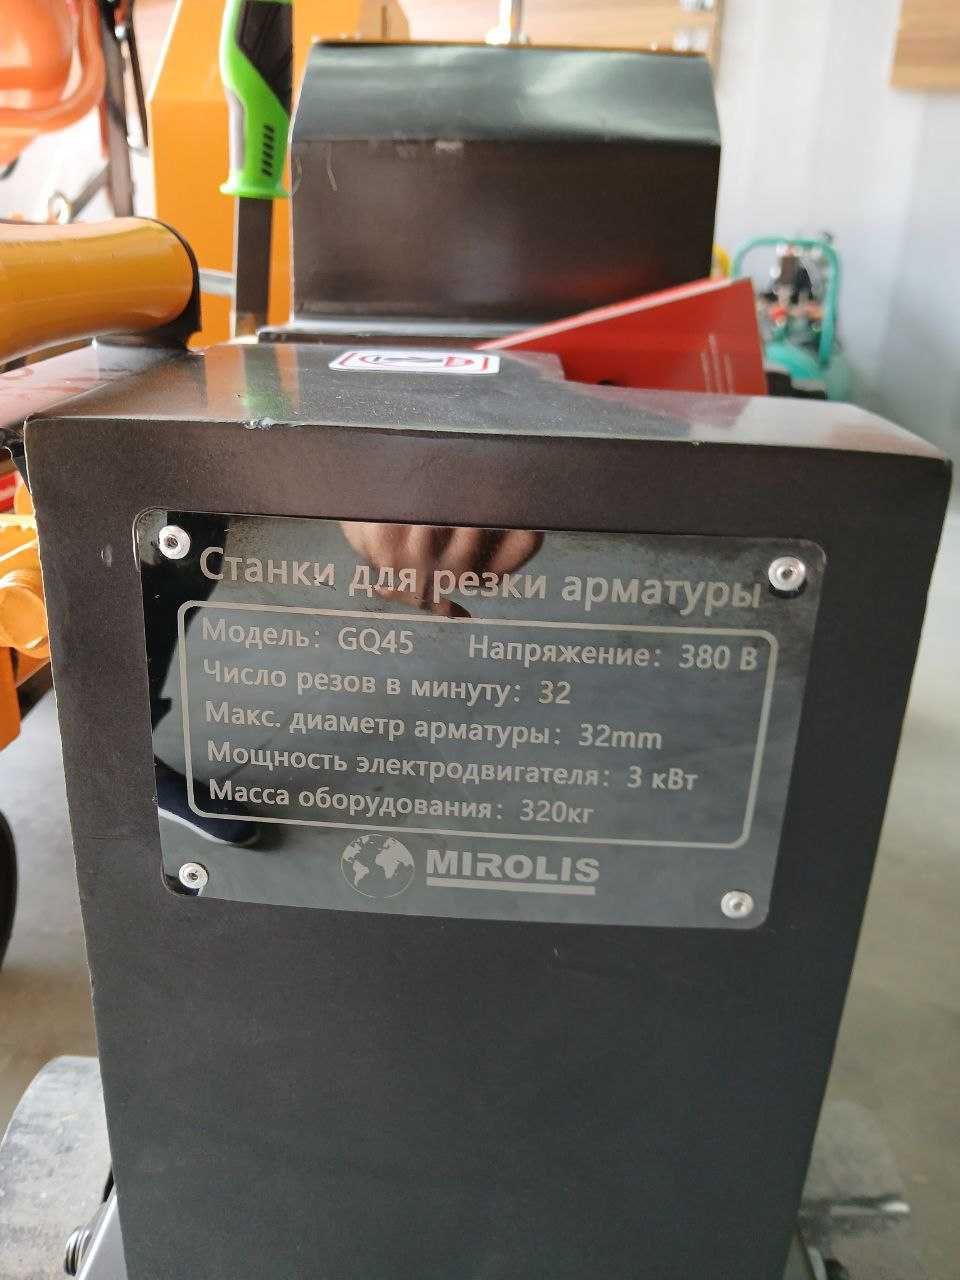 Станки для резки арматуры
Модель: GQ45 Напряжение: 380 В
Число резов в минуту: 32
Макс. диаметр арматуры: 32mm
Мощность электродвигателя: 3 кВт
Масса оборудования: 320кг
MIROLIS